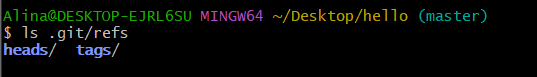 Alina@DESKTOP-EJRL6SU MINGW64 ~/Desktop/hello (master)
$ ls .git/refs
heads/  tags/